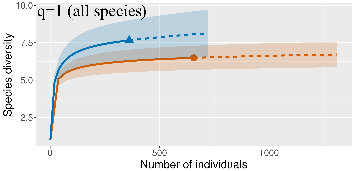 q=1 (all species)
10.0
7.5
5.0
2.5
Species diversity
0
500
1000
Number of individuals